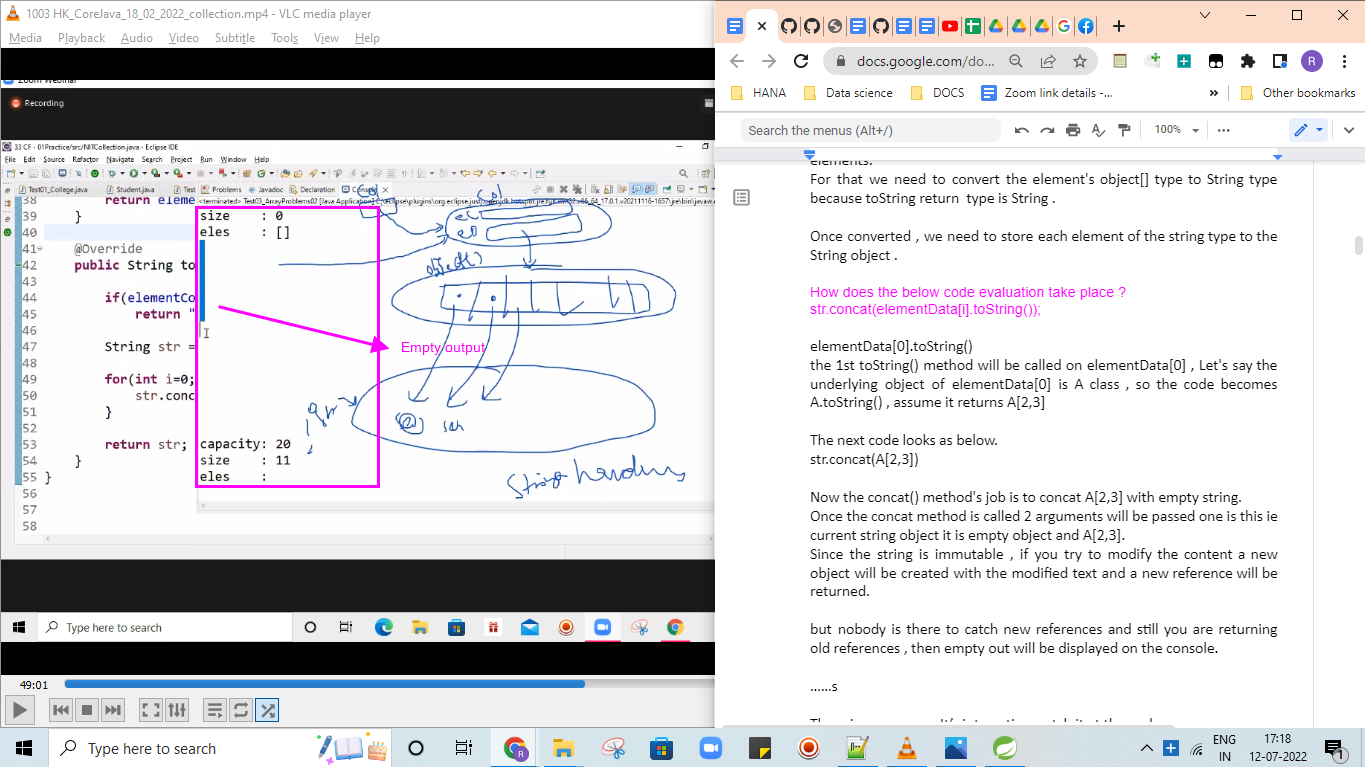 1003 HK_CoreJava_18_02_2022_collection.mp4 - VLC media player
Media Playback Audio Video Subtitle Tools View Help
Zoom Webinar
Recording
33 CF - 01Practice/src/NITCollection.java - Eclipse IDE
File Edit Source Refactor Navigate Search Project Run Window Help
Test01_College.java Student.java Problems Javadoc Declaration
<terminated> Test03_ArrayProblems02 [Java Application]
38 return eleme
39 }
40
41 @Override
42 public String to
43
44 if(elementCo
45 return "
46
47 String str =
48
49 for(int i=0;
50 str.conc
51 }
52
53 return str;
54 }
55 }
56
57
58
size : 0
eles : []
capacity: 20
size : 11
eles :
Empty output
Col
object[]
String handling
Type here to search
49:01
docs.google.com/do...
HANA Data science DOCS Zoom link details -... » Other bookmarks
Search the menus (Alt+/) 100%
elements.
For that we need to convert the element's object[] type to String type
because toString return type is String .
Once converted , we need to store each element of the string type to the
String object .
How does the below code evaluation take place ?
str.concat(elementData[i].toString());
elementData[0].toString()
the 1st toString() method will be called on elementData[0] , Let's say the
underlying object of elementData[0] is A class , so the code becomes
A.toString() , assume it returns A[2,3]
The next code looks as below.
str.concat(A[2,3])
Now the concat() method's job is to concat A[2,3] with empty string.
Once the concat method is called 2 arguments will be passed one is this ie
current string object it is empty object and A[2,3].
Since the string is immutable , if you try to modify the content a new
object will be created with the modified text and a new reference will be
returned.
but nobody is there to catch new references and still you are returning
old references , then empty out will be displayed on the console.
......s
Type here to search
ENG
IN
17:18
12-07-2022